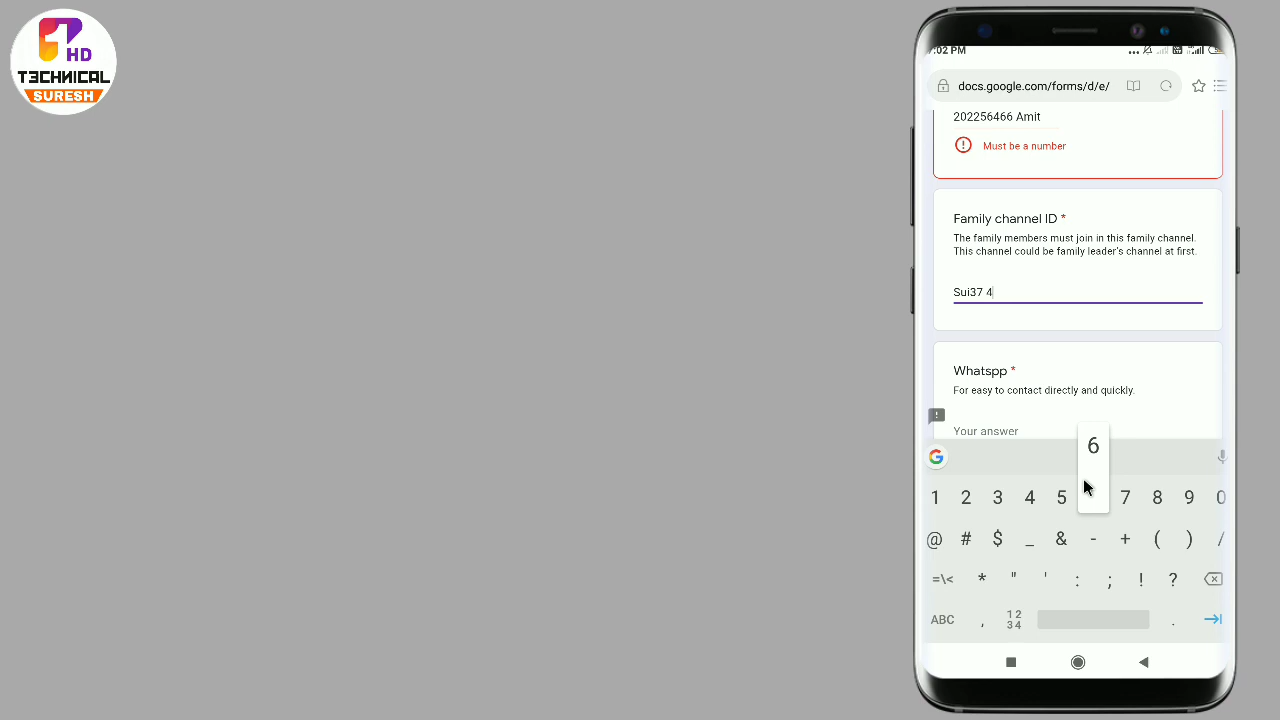 HD
T3CHNICAL
SURESH
:02 PM
docs.google.com/forms/d/e/
202256466 Amit
Must be a number
Family channel ID *
The family members must join in this family channel.
This channel could be family leader's channel at first.
Sui37 4
Whatspp *
For easy to contact directly and quickly.
Your answer
6
1 2 3 4 5 7 8 9 0
@ # $ _ & - + ( ) /
=\< * " ' : ; ! ?
ABC , 12 34 .